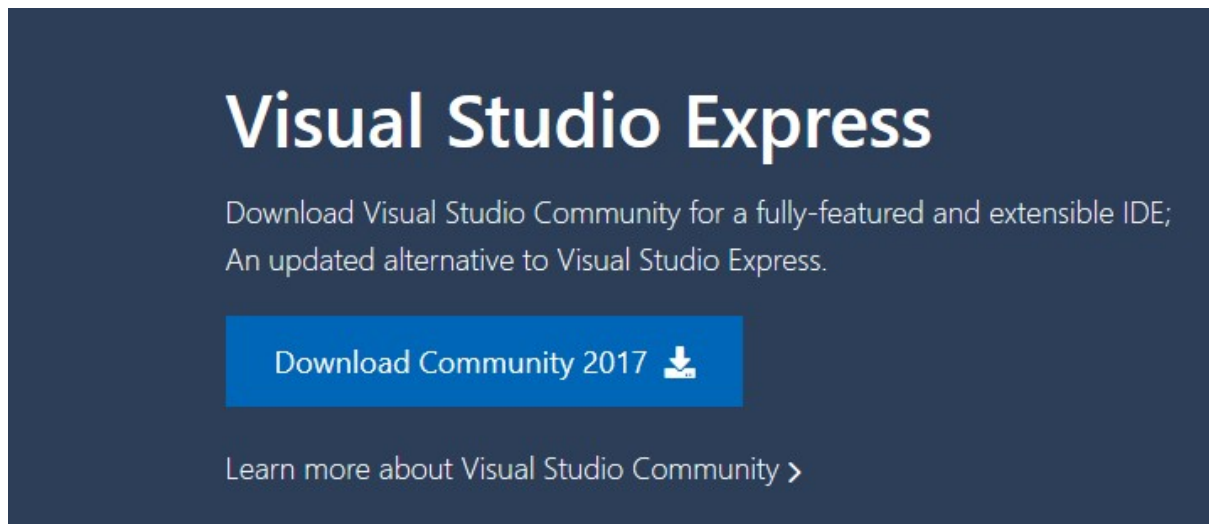 Visual Studio Express
Download Visual Studio Community for a fully-featured and extensible IDE;
An updated alternative to Visual Studio Express.
Download Community 2017
Learn more about Visual Studio Community